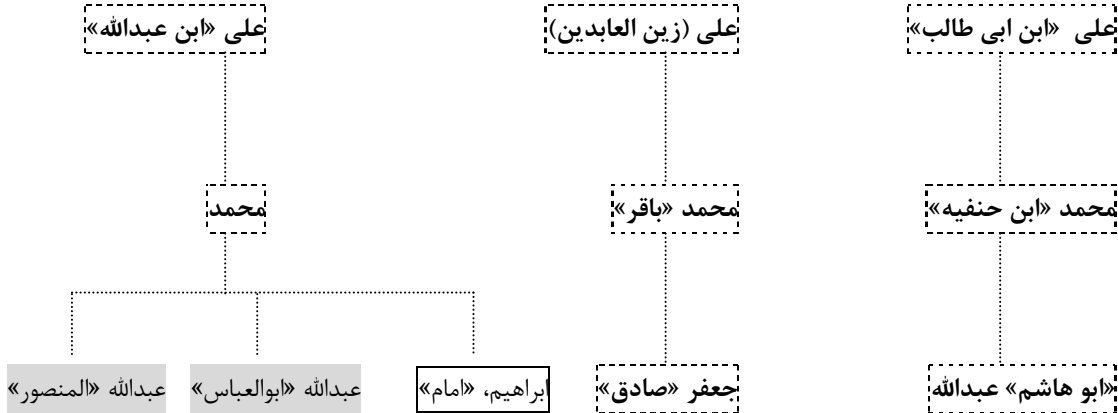 علی «ابن ابی طالب»
علی (زین العابدین)
علی «ابن عبدالله»
محمد «ابن حنفیه»
محمد «باقر»
محمد
«ابو هاشم» عبدالله
جعفر «صادق»
ابراهیم، «امام»
عبدالله «ابوالعباس»
عبدالله «المنصور»